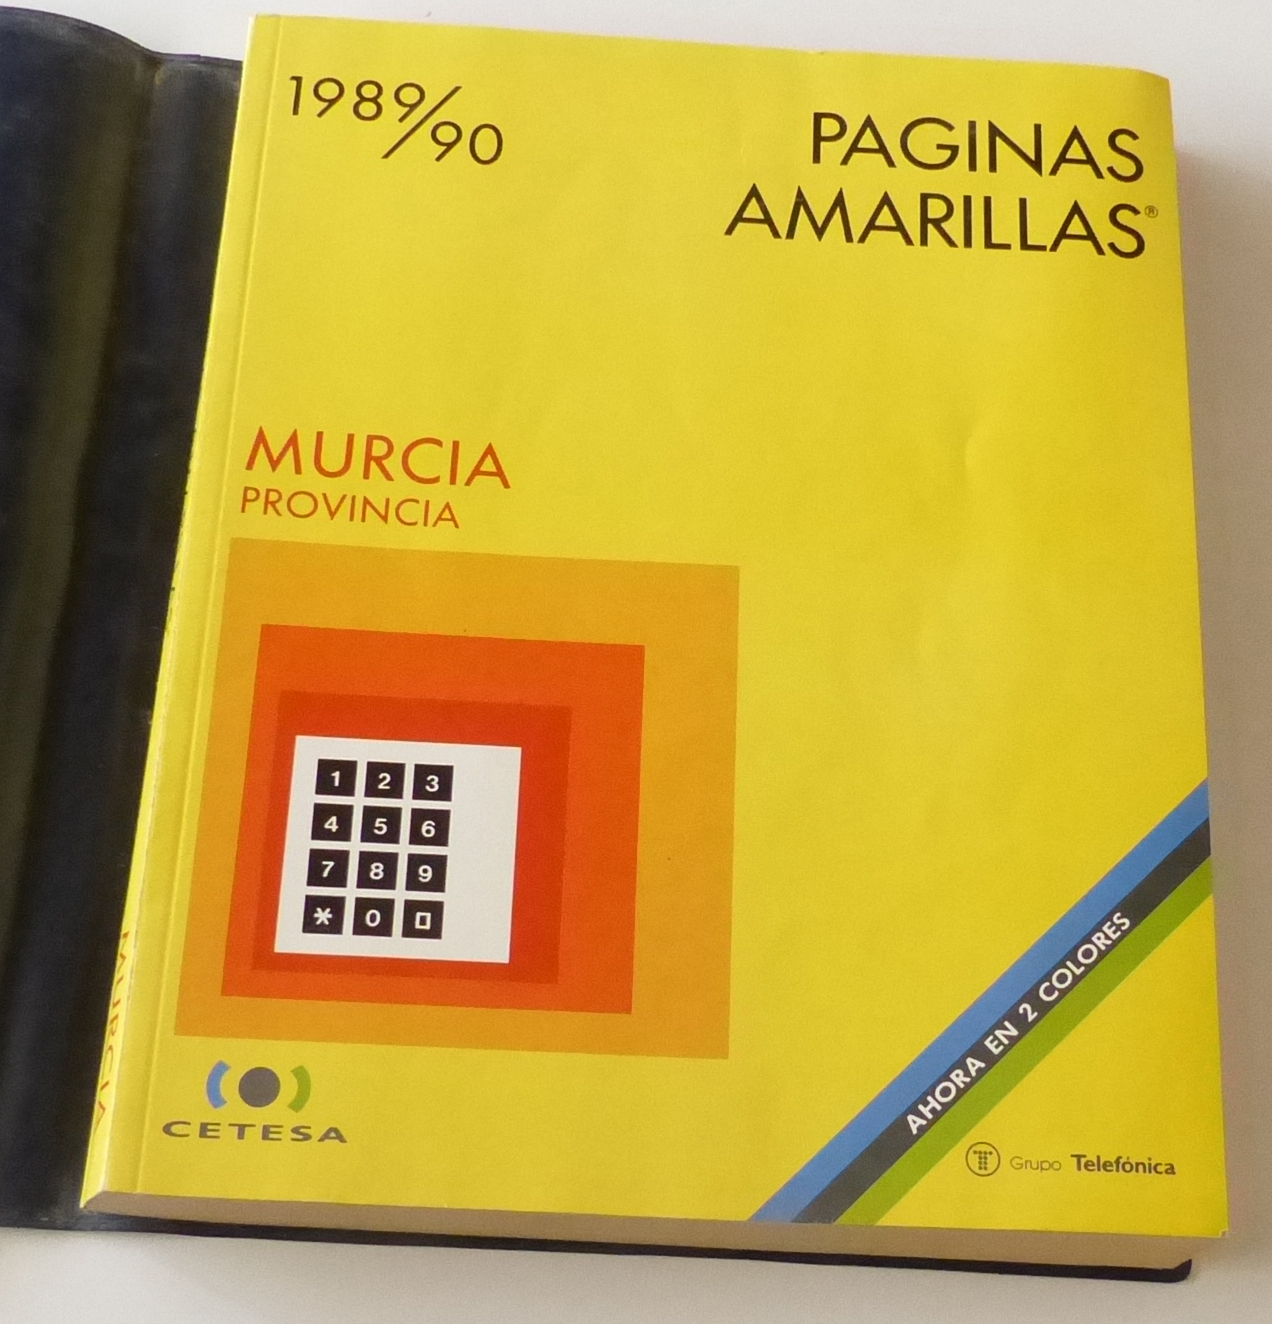 1989/90
PAGINAS
AMARILLAS®
MURCIA
PROVINCIA
1 2 3
4 5 6
7 8 9
* 0
CETESA
AHORA EN 2 COLORES
Grupo Telefónica
MURCIA